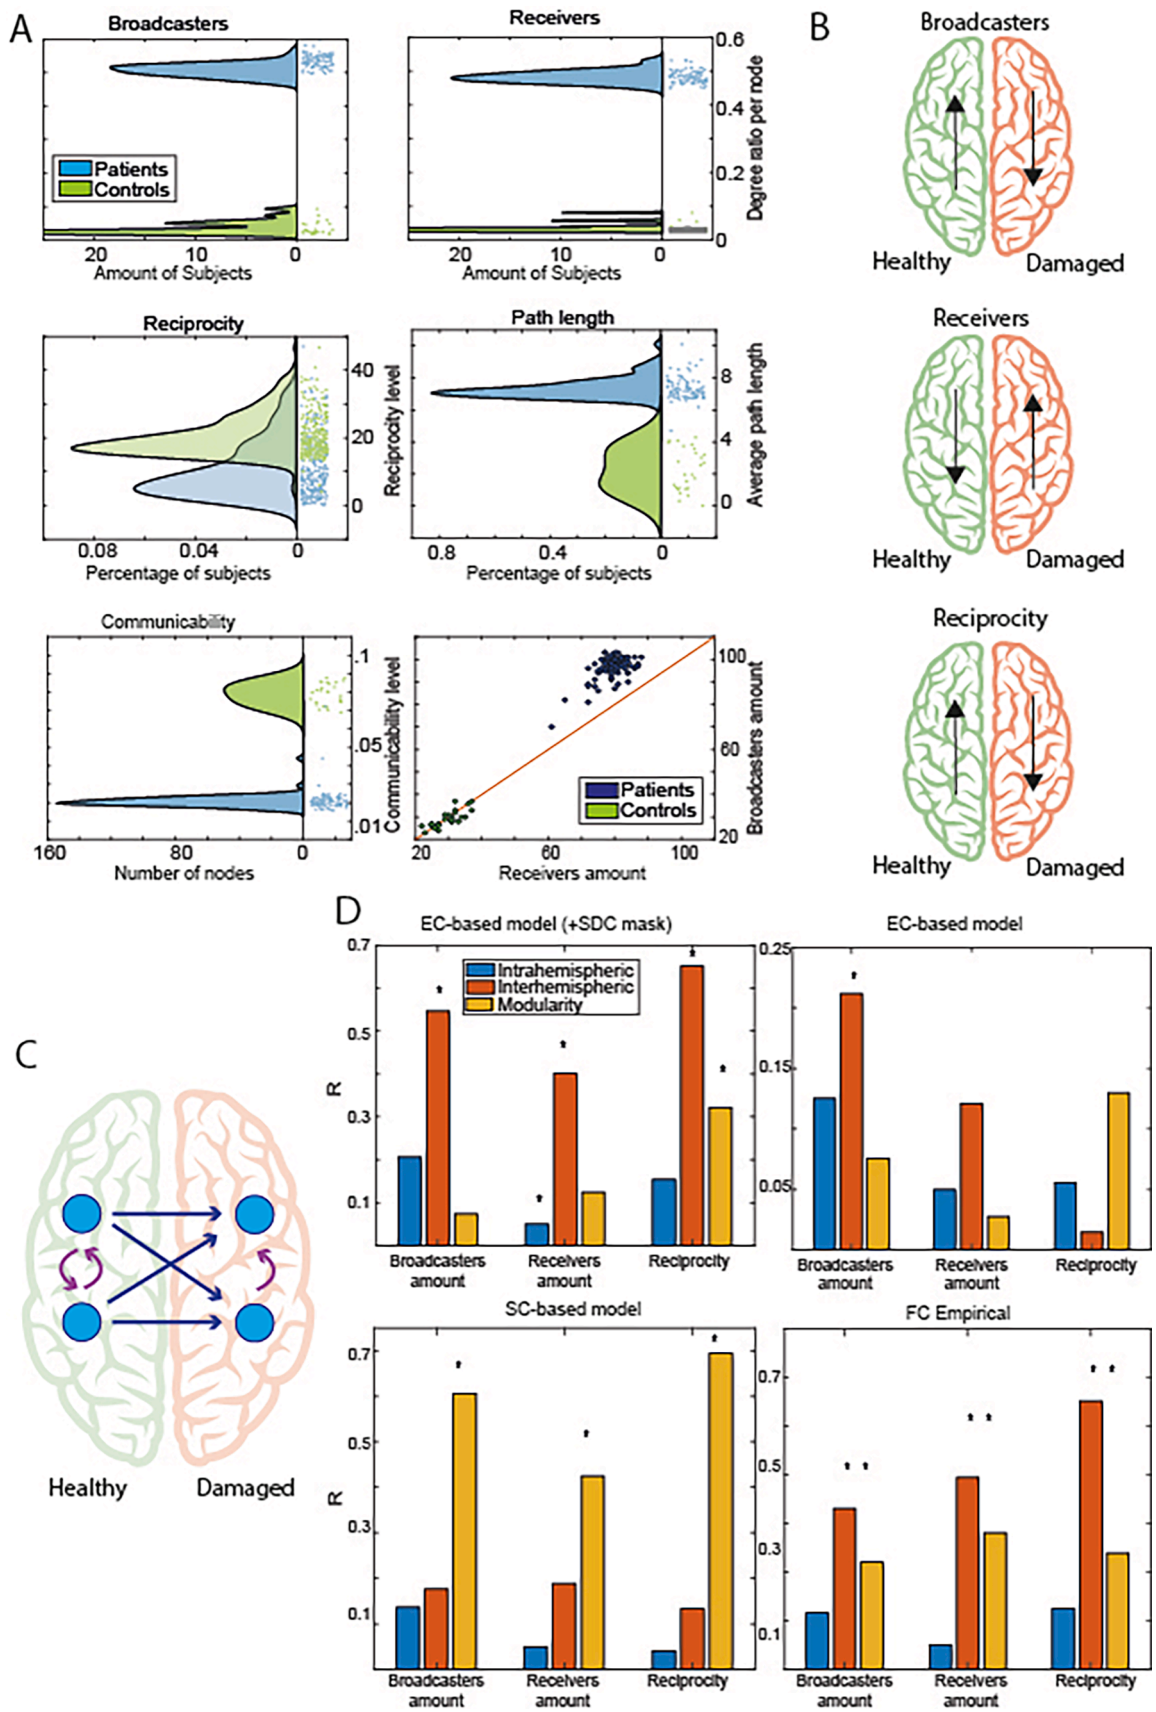 A
Broadcasters
Receivers
B
Broadcasters
0.6
0.4
0.2
0
Degree ratio per node
Patients
Controls
20
10
0
Amount of Subjects
20
10
0
Amount of Subjects
Healthy
Damaged
Reciprocity
Path length
Receivers
40
20
0
Reciprocity level
8
4
0
Average path length
0.08
0.04
0
Percentage of subjects
0.8
0.4
0
Percentage of subjects
Healthy
Damaged
Communicability
Reciprocity
.1
.05
.01
Communicability level
100
60
20
Broadcasters amount
Patients
Controls
160
80
0
Number of nodes
20
60
100
Receivers amount
Healthy
Damaged
D
EC-based model (+SDC mask)
EC-based model
0.7
0.5
0.3
0.1
R
Intrahemispheric
Interhemispheric
Modularity
0.25
0.15
0.05
Broadcasters
amount
Receivers
amount
Reciprocity
Broadcasters
amount
Receivers
amount
Reciprocity
C
Healthy
Damaged
SC-based model
FC Empirical
0.7
0.5
0.3
0.1
R
0.7
0.5
0.3
0.1
Broadcasters
amount
Receivers
amount
Reciprocity
Broadcasters
amount
Receivers
amount
Reciprocity